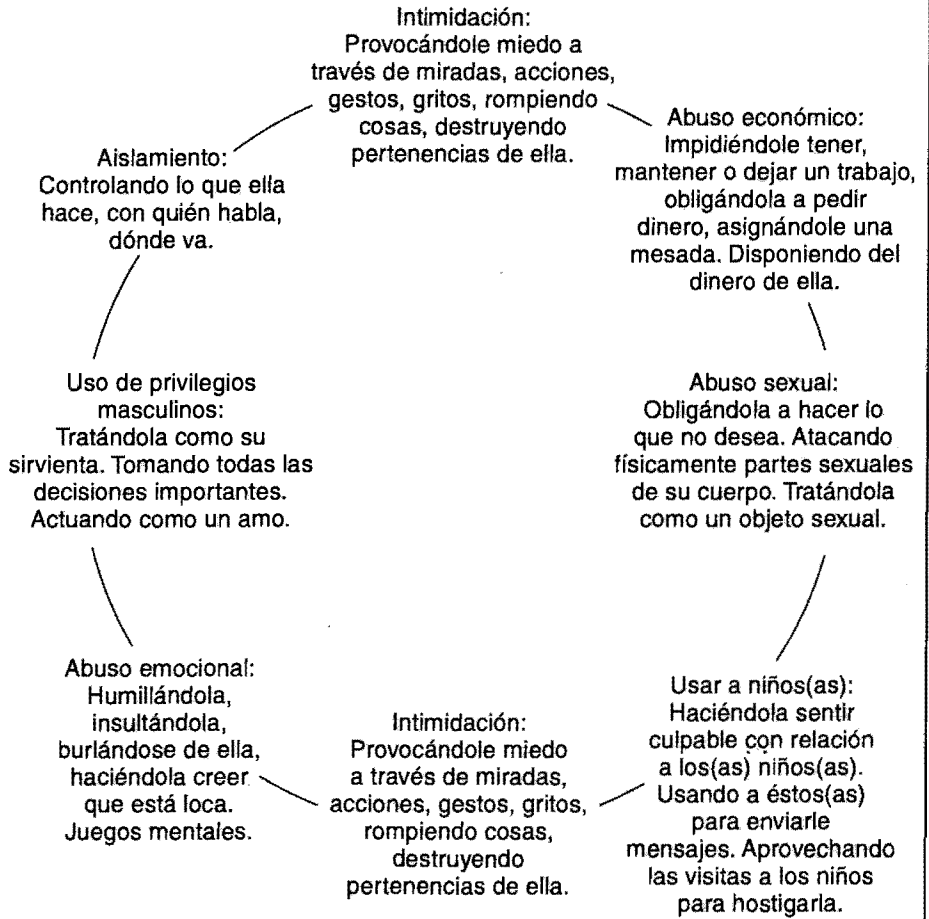 Intimidación:
Provocándole miedo a
través de miradas, acciones,
gestos, gritos, rompiendo
cosas, destruyendo
pertenencias de ella.
Abuso económico:
Impidiéndole tener,
mantener o dejar un trabajo,
obligándola a pedir
dinero, asignándole una
mesada. Disponiendo del
dinero de ella.
Abuso sexual:
Obligándola a hacer lo
que no desea. Atacando
físicamente partes sexuales
de su cuerpo. Tratándola
como un objeto sexual.
Usar a niños(as):
Haciéndola sentir
culpable con relación
a los(as) niños(as).
Usando a éstos(as)
para enviarle
mensajes. Aprovechando
las visitas a los niños
para hostigarla.
Intimidación:
Provocándole miedo
a través de miradas,
acciones, gestos, gritos,
rompiendo cosas,
destruyendo
pertenencias de ella.
Abuso emocional:
Humillándola,
insultándola,
burlándose de ella,
haciéndola creer
que está loca.
Juegos mentales.
Uso de privilegios
masculinos:
Tratándola como su
sirvienta. Tomando todas las
decisiones importantes.
Actuando como un amo.
Aislamiento:
Controlando lo que ella
hace, con quién habla,
dónde va.